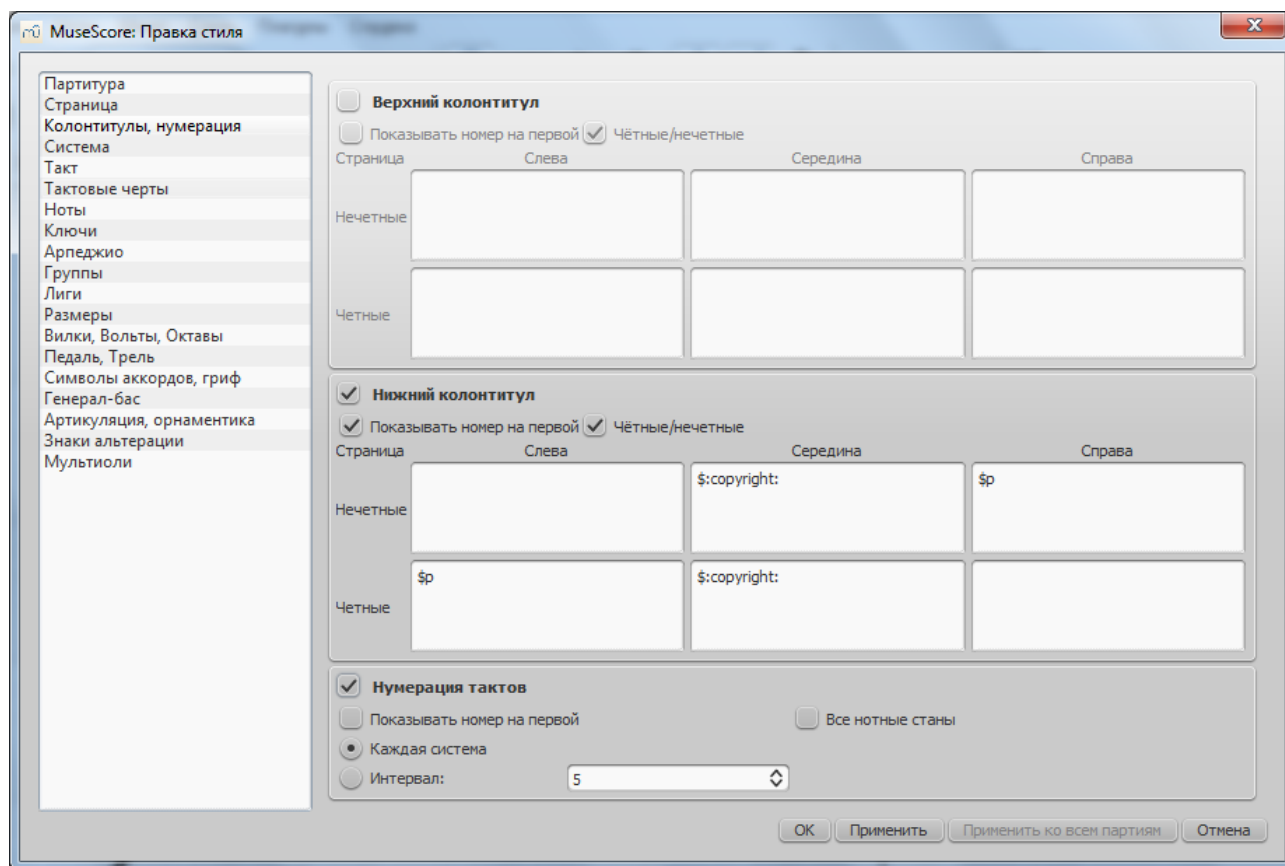 MuseScore: Правка стиля
Партитура
Страница
Колонтитулы, нумерация
Система
Такт
Тактовые черты
Ноты
Ключи
Арпеджио
Группы
Лиги
Размеры
Вилки, Вольты, Октавы
Педаль, Трель
Символы аккордов, гриф
Генерал-бас
Артикуляция, орнаментика
Знаки альтерации
Мультиоли
Верхний колонтитул
Показывать номер на первой Чётные/нечетные
Страница Слева Середина Справа
Нечетные
Четные
Нижний колонтитул
Показывать номер на первой Чётные/нечетные
Страница Слева Середина Справа
$:copyright: $p
Нечетные
$p $:copyright:
Четные
Нумерация тактов
Показывать номер на первой Все нотные станы
Каждая система
Интервал: 5
OK Применить Применить ко всем партиям Отмена